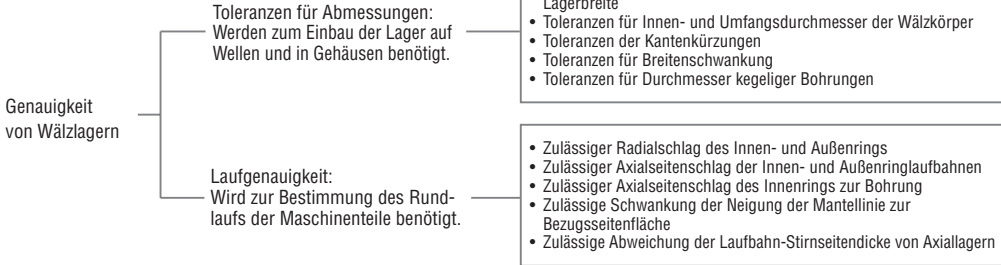 Genauigkeit
von Wälzlagern
Toleranzen für Abmessungen:
Werden zum Einbau der Lager auf
Wellen und in Gehäusen benötigt.
Lagerbreite
• Toleranzen für Innen- und Umfangsdurchmesser der Wälzkörper
• Toleranzen der Kantenkürzungen
• Toleranzen für Breitenschwankung
• Toleranzen für Durchmesser kegeliger Bohrungen
Laufgenauigkeit:
Wird zur Bestimmung des Rund-
laufs der Maschinenteile benötigt.
• Zulässiger Radialschlag des Innen- und Außenrings
• Zulässiger Axialseitenschlag der Innen- und Außenringlaufbahnen
• Zulässiger Axialseitenschlag des Innenrings zur Bohrung
• Zulässige Schwankung der Neigung der Mantellinie zur
Bezugsseitenfläche
• Zulässige Abweichung der Laufbahn-Stirnseitendicke von Axiallagern